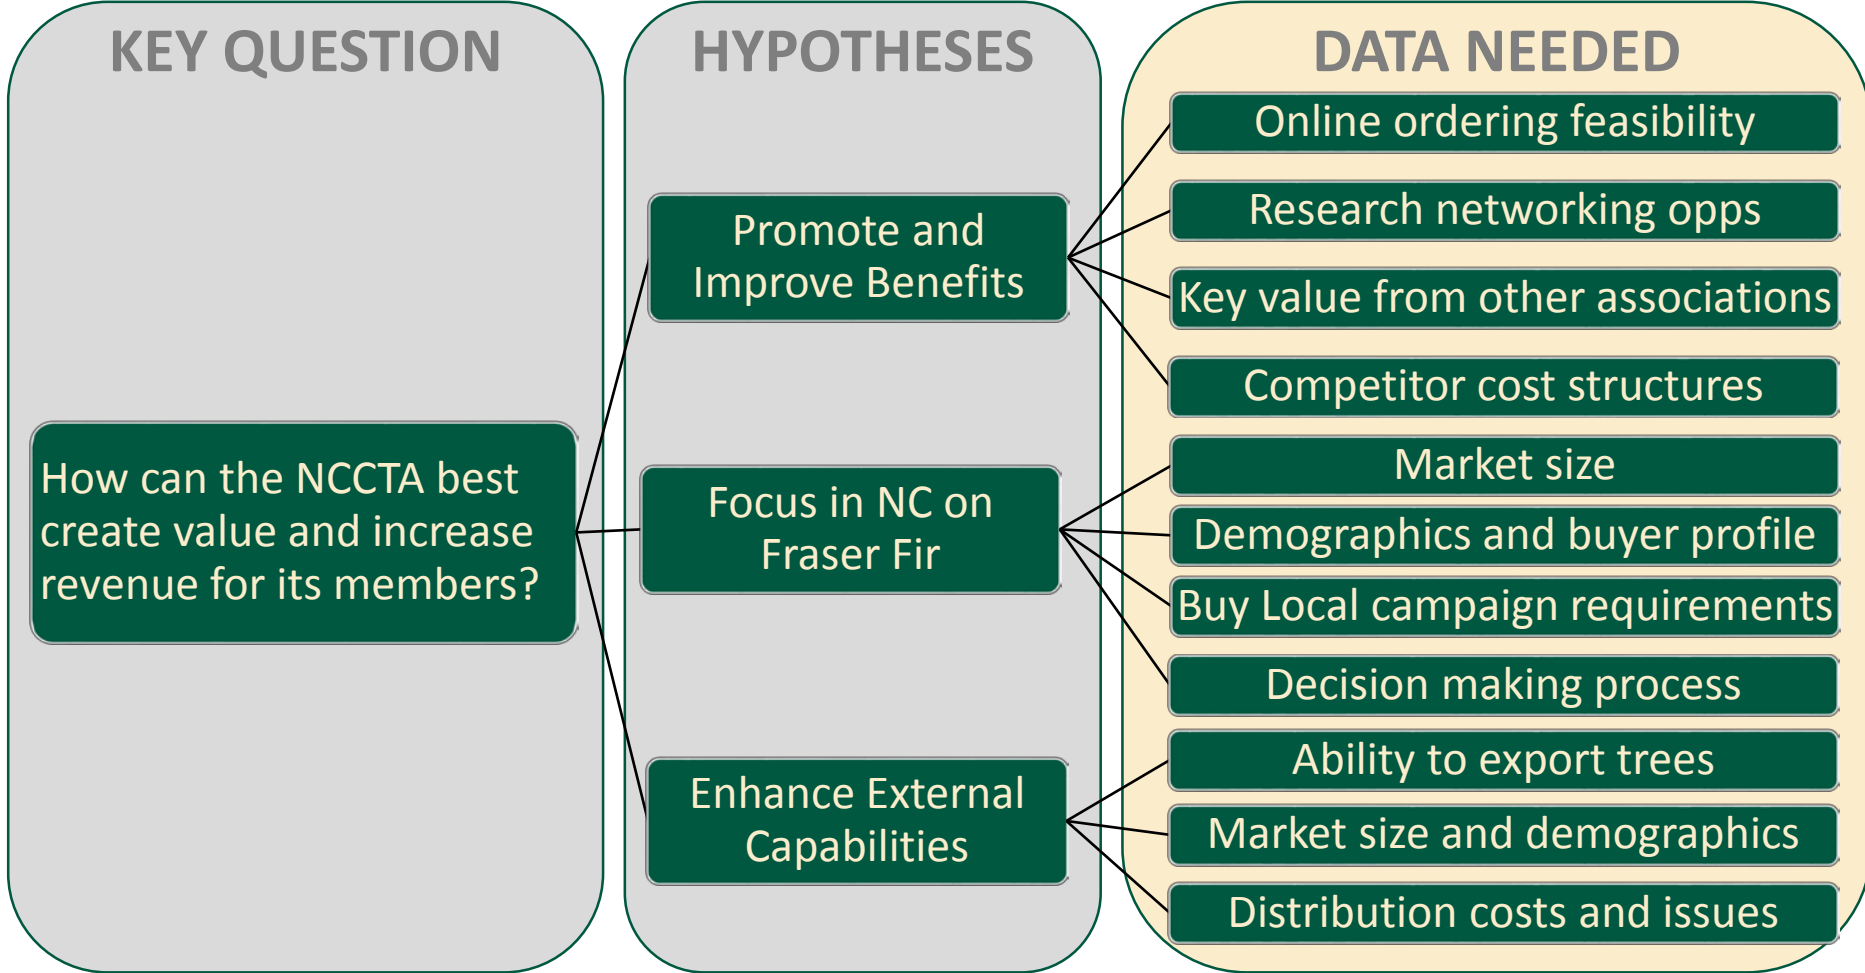 KEY QUESTION
How can the NCCTA best
create value and increase
revenue for its members?
HYPOTHESES
Promote and
Improve Benefits
Focus in NC on
Fraser Fir
Enhance External
Capabilities
DATA NEEDED
Online ordering feasibility
Research networking opps
Key value from other associations
Competitor cost structures
Market size
Demographics and buyer profile
Buy Local campaign requirements
Decision making process
Ability to export trees
Market size and demographics
Distribution costs and issues